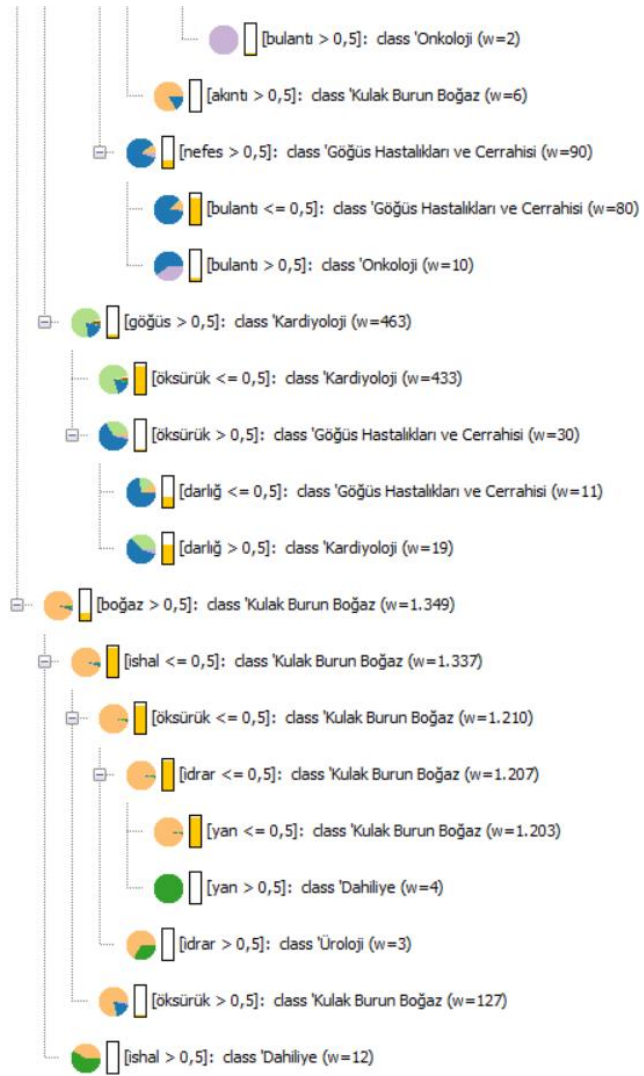 [bulantı > 0,5]: class 'Onkoloji (w=2)
[akıntı > 0,5]: class 'Kulak Burun Boğaz (w=6)
[nefes > 0,5]: class 'Göğüs Hastalıkları ve Cerrahisi (w=90)
[bulantı <= 0,5]: class 'Göğüs Hastalıkları ve Cerrahisi (w=80)
[bulantı > 0,5]: class 'Onkoloji (w=10)
[göğüs > 0,5]: class 'Kardiyoloji (w=463)
[öksürük <= 0,5]: class 'Kardiyoloji (w=433)
[öksürük > 0,5]: class 'Göğüs Hastalıkları ve Cerrahisi (w=30)
[darlığ <= 0,5]: class 'Göğüs Hastalıkları ve Cerrahisi (w=11)
[darlığ > 0,5]: class 'Kardiyoloji (w=19)
[boğaz > 0,5]: class 'Kulak Burun Boğaz (w=1.349)
[ishal <= 0,5]: class 'Kulak Burun Boğaz (w=1.337)
[öksürük <= 0,5]: class 'Kulak Burun Boğaz (w=1.210)
[idrar <= 0,5]: class 'Kulak Burun Boğaz (w=1.207)
[yan <= 0,5]: class 'Kulak Burun Boğaz (w=1.203)
[yan > 0,5]: class 'Dahiliye (w=4)
[idrar > 0,5]: class 'Üroloji (w=3)
[öksürük > 0,5]: class 'Kulak Burun Boğaz (w=127)
[ishal > 0,5]: class 'Dahiliye (w=12)